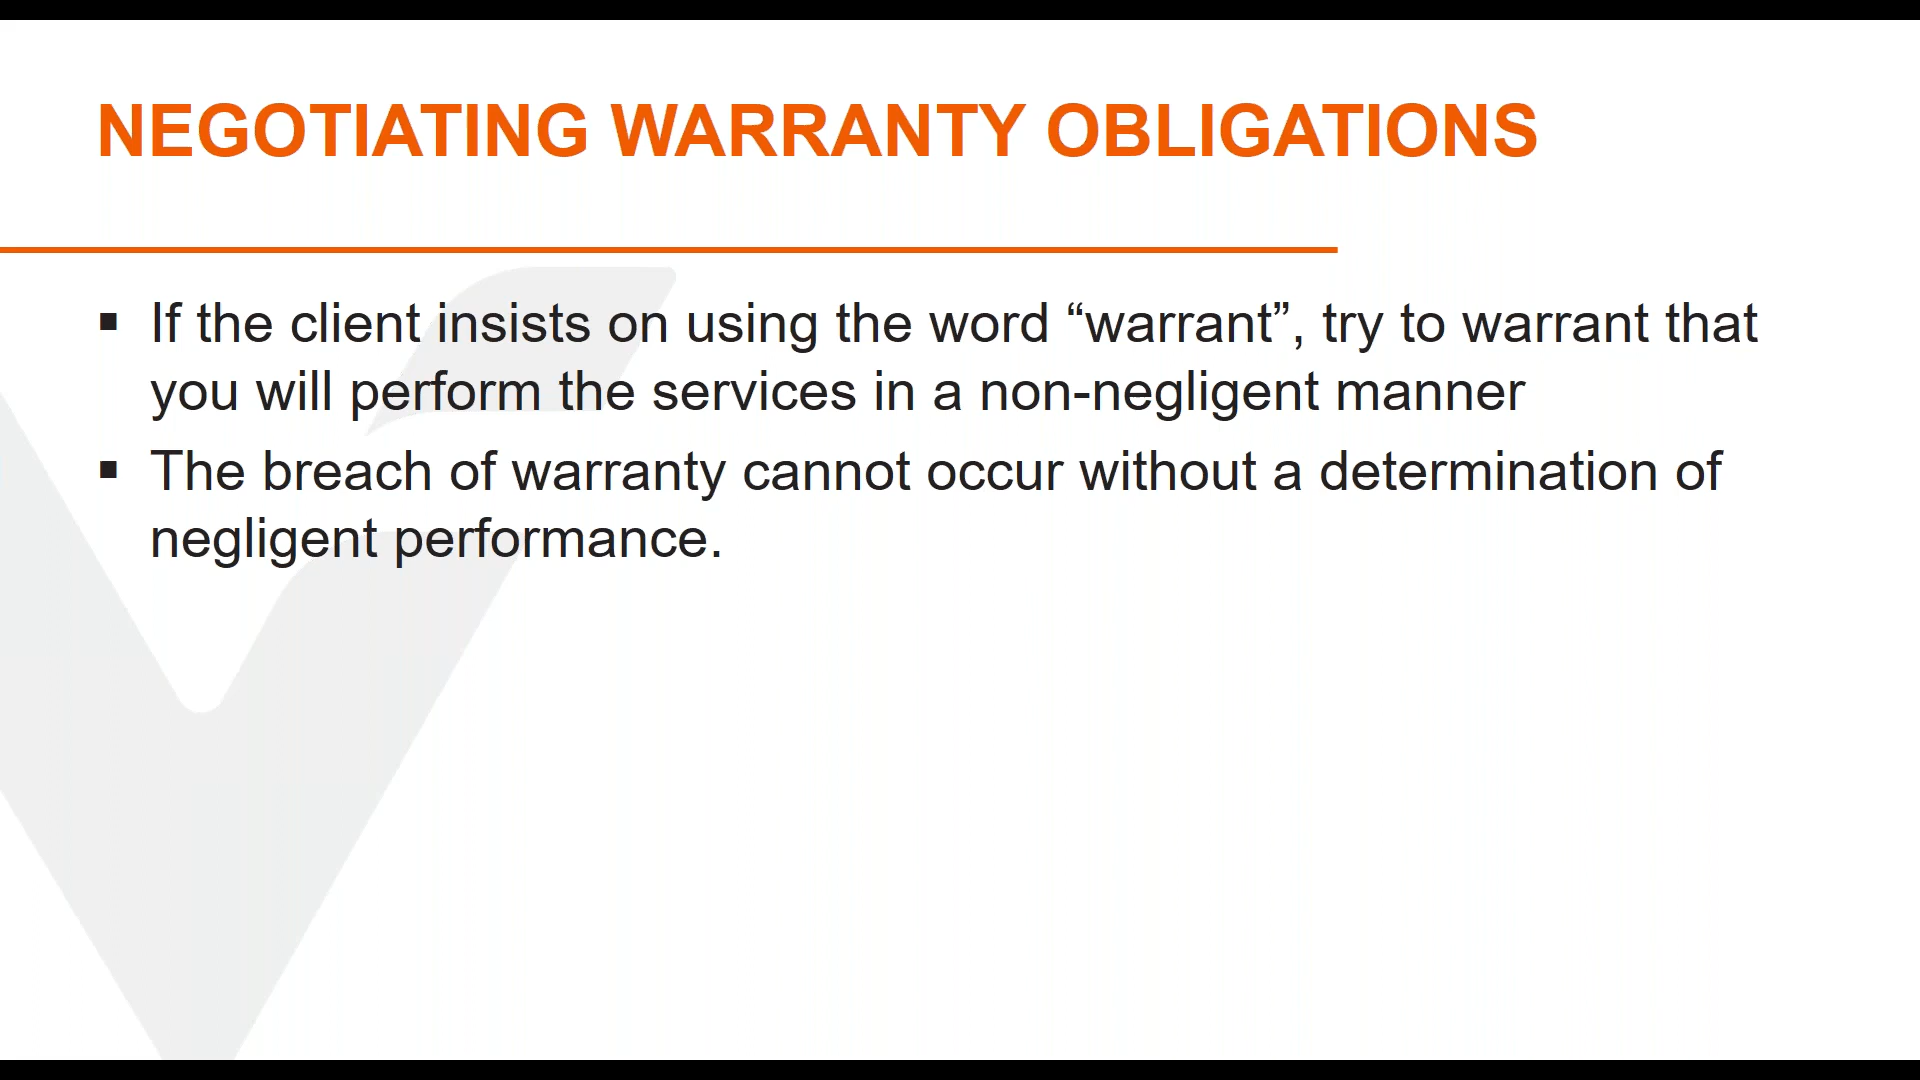 NEGOTIATING WARRANTY OBLIGATIONS
▪ If the client insists on using the word “warrant”, try to warrant that
you will perform the services in a non-negligent manner
▪ The breach of warranty cannot occur without a determination of
negligent performance.